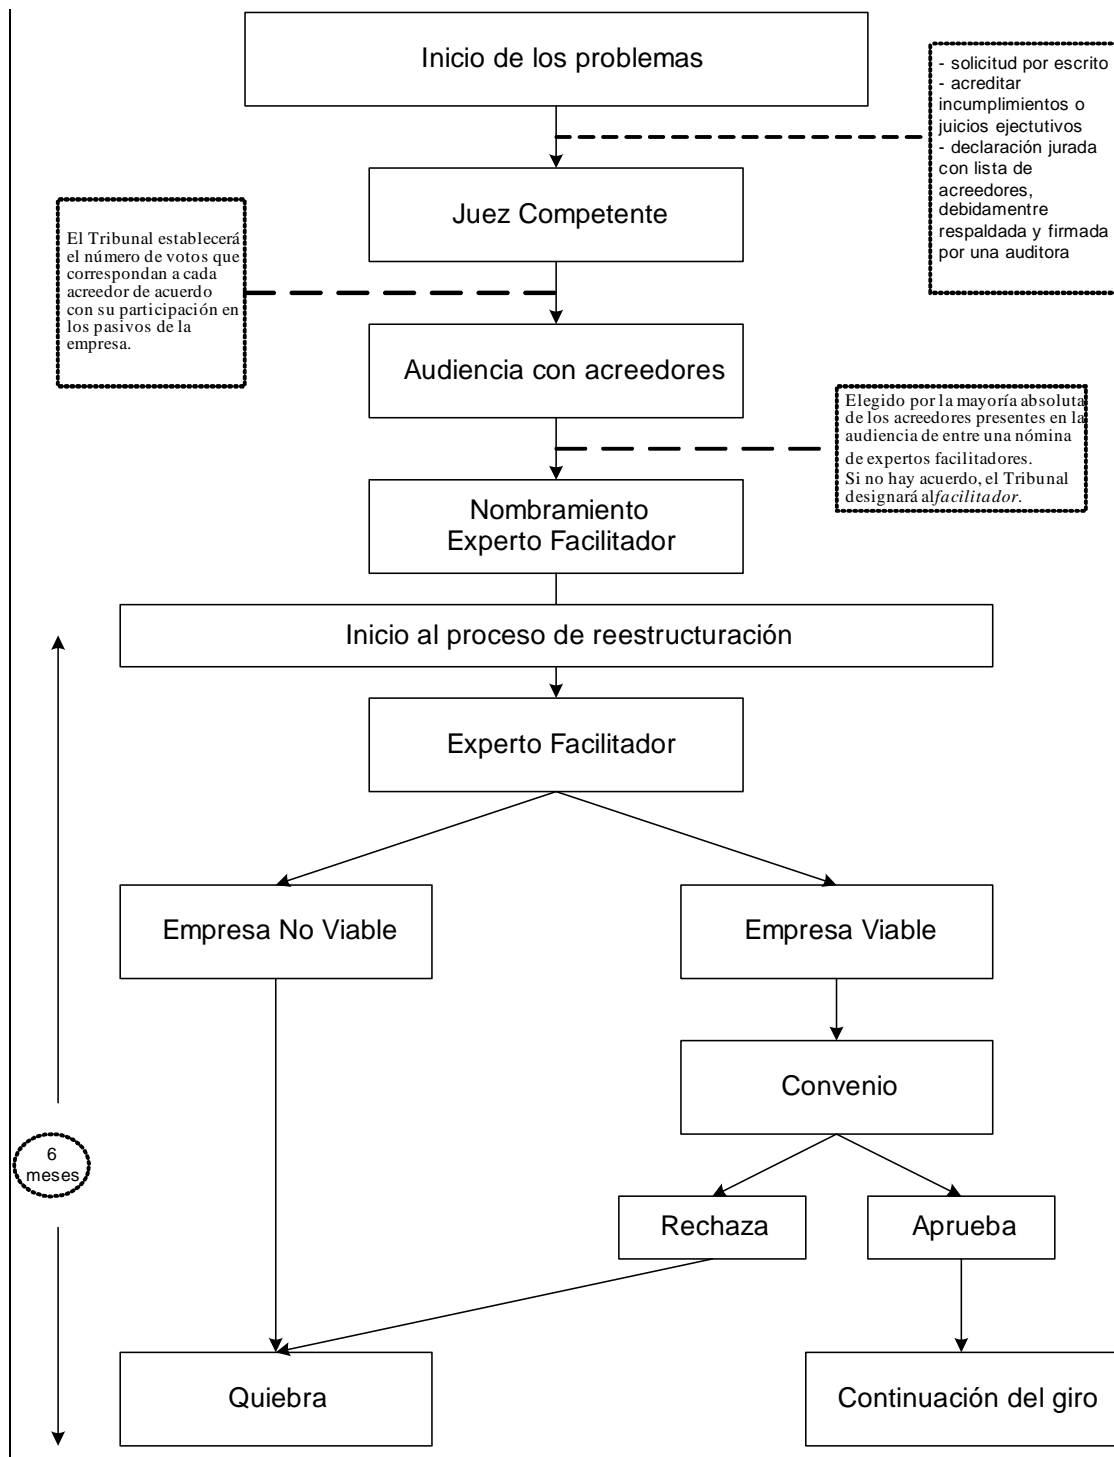 Inicio de los problemas
- solicitud por escrito
- acreditar
incumplimientos o
juicios ejectutivos
- declaración jurada
con lista de
acreedores,
debidamentre
respaldada y firmada
por una auditora
Juez Competente
El Tribunal establecerá
el número de votos que
correspondan a cada
acreedor de acuerdo
con su participación en
los pasivos de la
empresa.
Audiencia con acreedores
Elegido por la mayoría absoluta
de los acreedores presentes en la
audiencia de entre una nómina
de expertos facilitadores.
Si no hay acuerdo, el Tribunal
designará al facilitador.
Nombramiento
Experto Facilitador
Inicio al proceso de reestructuración
Experto Facilitador
Empresa No Viable
Empresa Viable
Convenio
6
meses
Rechaza
Aprueba
Quiebra
Continuación del giro